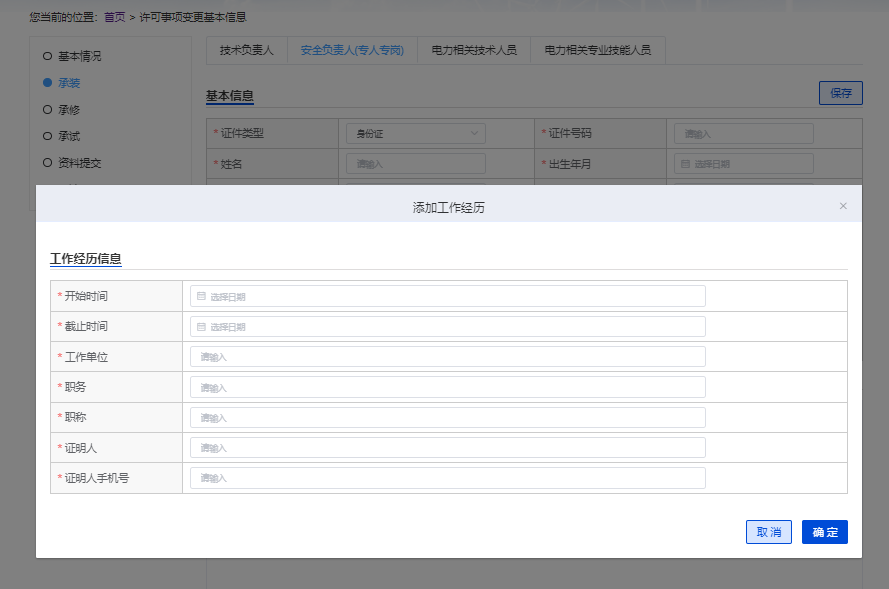 您当前的位置：首页 > 许可事项变更基本信息
基本情况
承装
承修
承试
资料提交
技术负责人 安全负责人(专人专岗) 电力相关技术人员 电力相关专业技能人员
基本信息 保存
* 证件类型 身份证 * 证件号码 请输入
* 姓名 请输入 * 出生年月 选择日期
添加工作经历 ×
工作经历信息
* 开始时间 选择日期
* 截止时间 选择日期
* 工作单位 请输入
* 职务 请输入
* 职称 请输入
* 证明人 请输入
* 证明人手机号 请输入
取消 确定